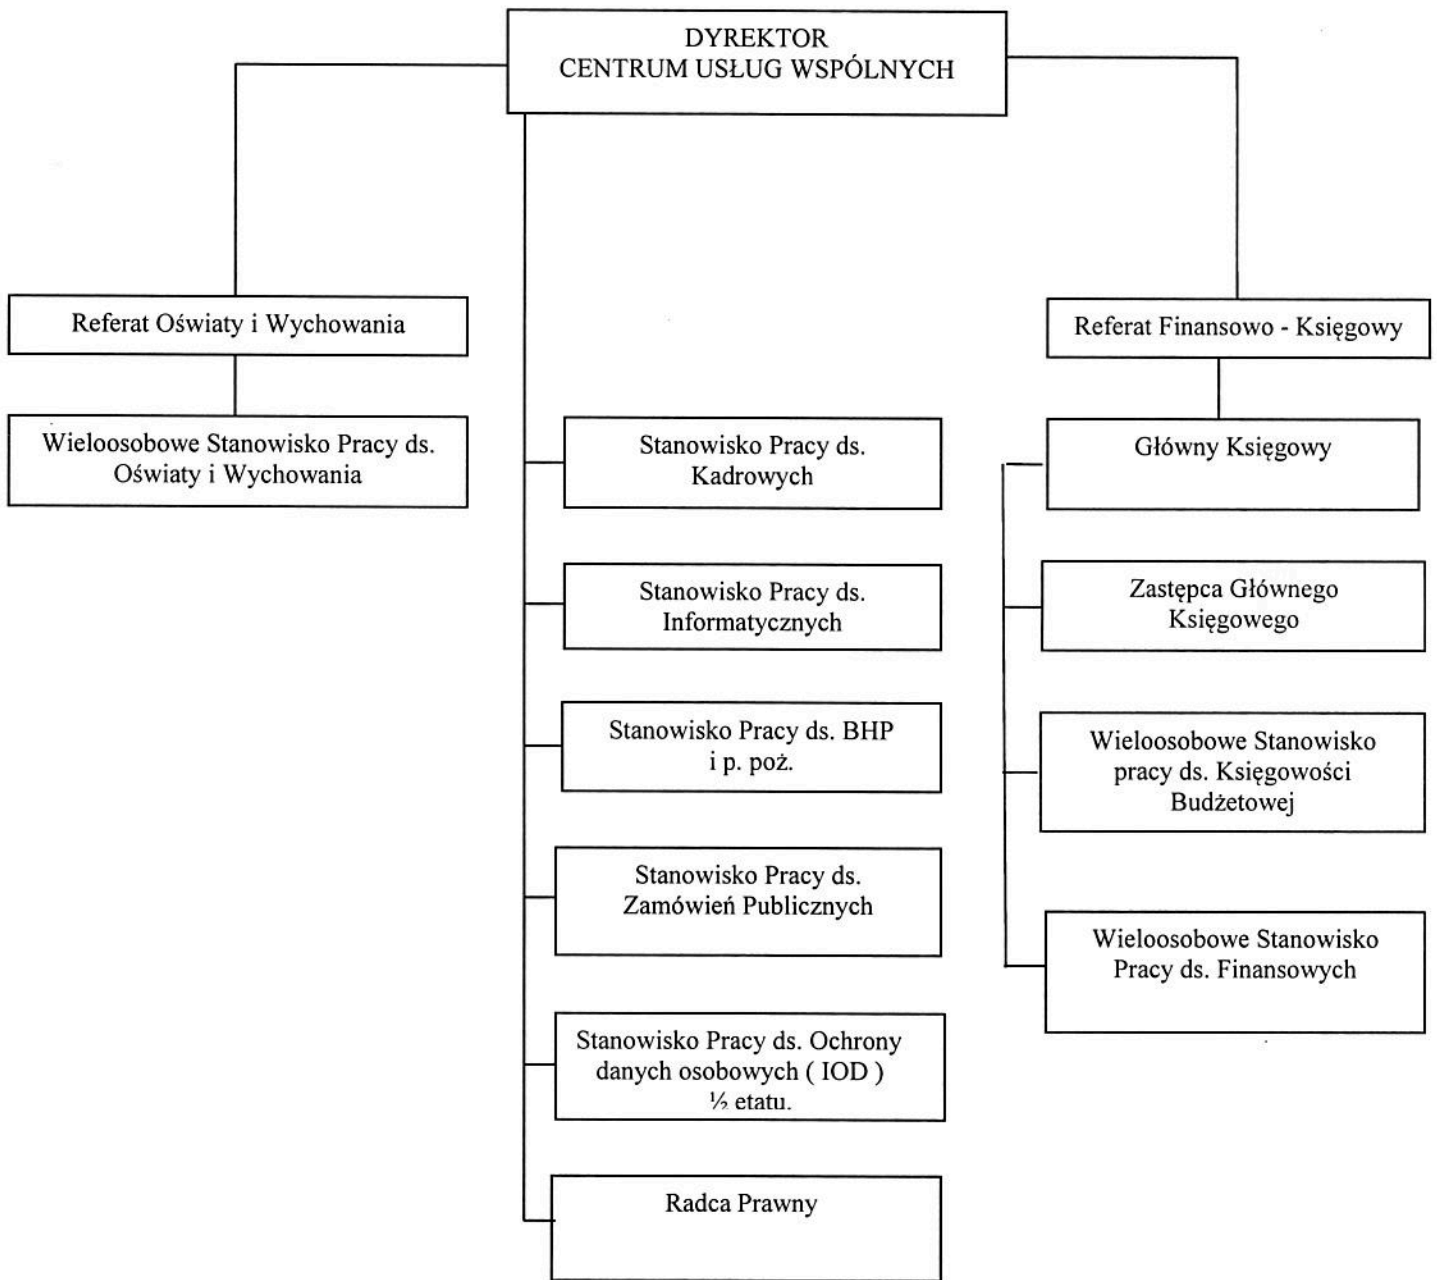 DYREKTOR
CENTRUM USŁUG WSPÓLNYCH
Referat Oświaty i Wychowania
Wieloosobowe Stanowisko Pracy ds.
Oświaty i Wychowania
Stanowisko Pracy ds.
Kadrowych
Stanowisko Pracy ds.
Informatycznych
Stanowisko Pracy ds. BHP
i p. poż.
Stanowisko Pracy ds.
Zamówień Publicznych
Stanowisko Pracy ds. Ochrony
danych osobowych ( IOD )
½ etatu.
Radca Prawny
Referat Finansowo - Księgowy
Główny Księgowy
Zastępca Głównego
Księgowego
Wieloosobowe Stanowisko
pracy ds. Księgowości
Budżetowej
Wieloosobowe Stanowisko
Pracy ds. Finansowych